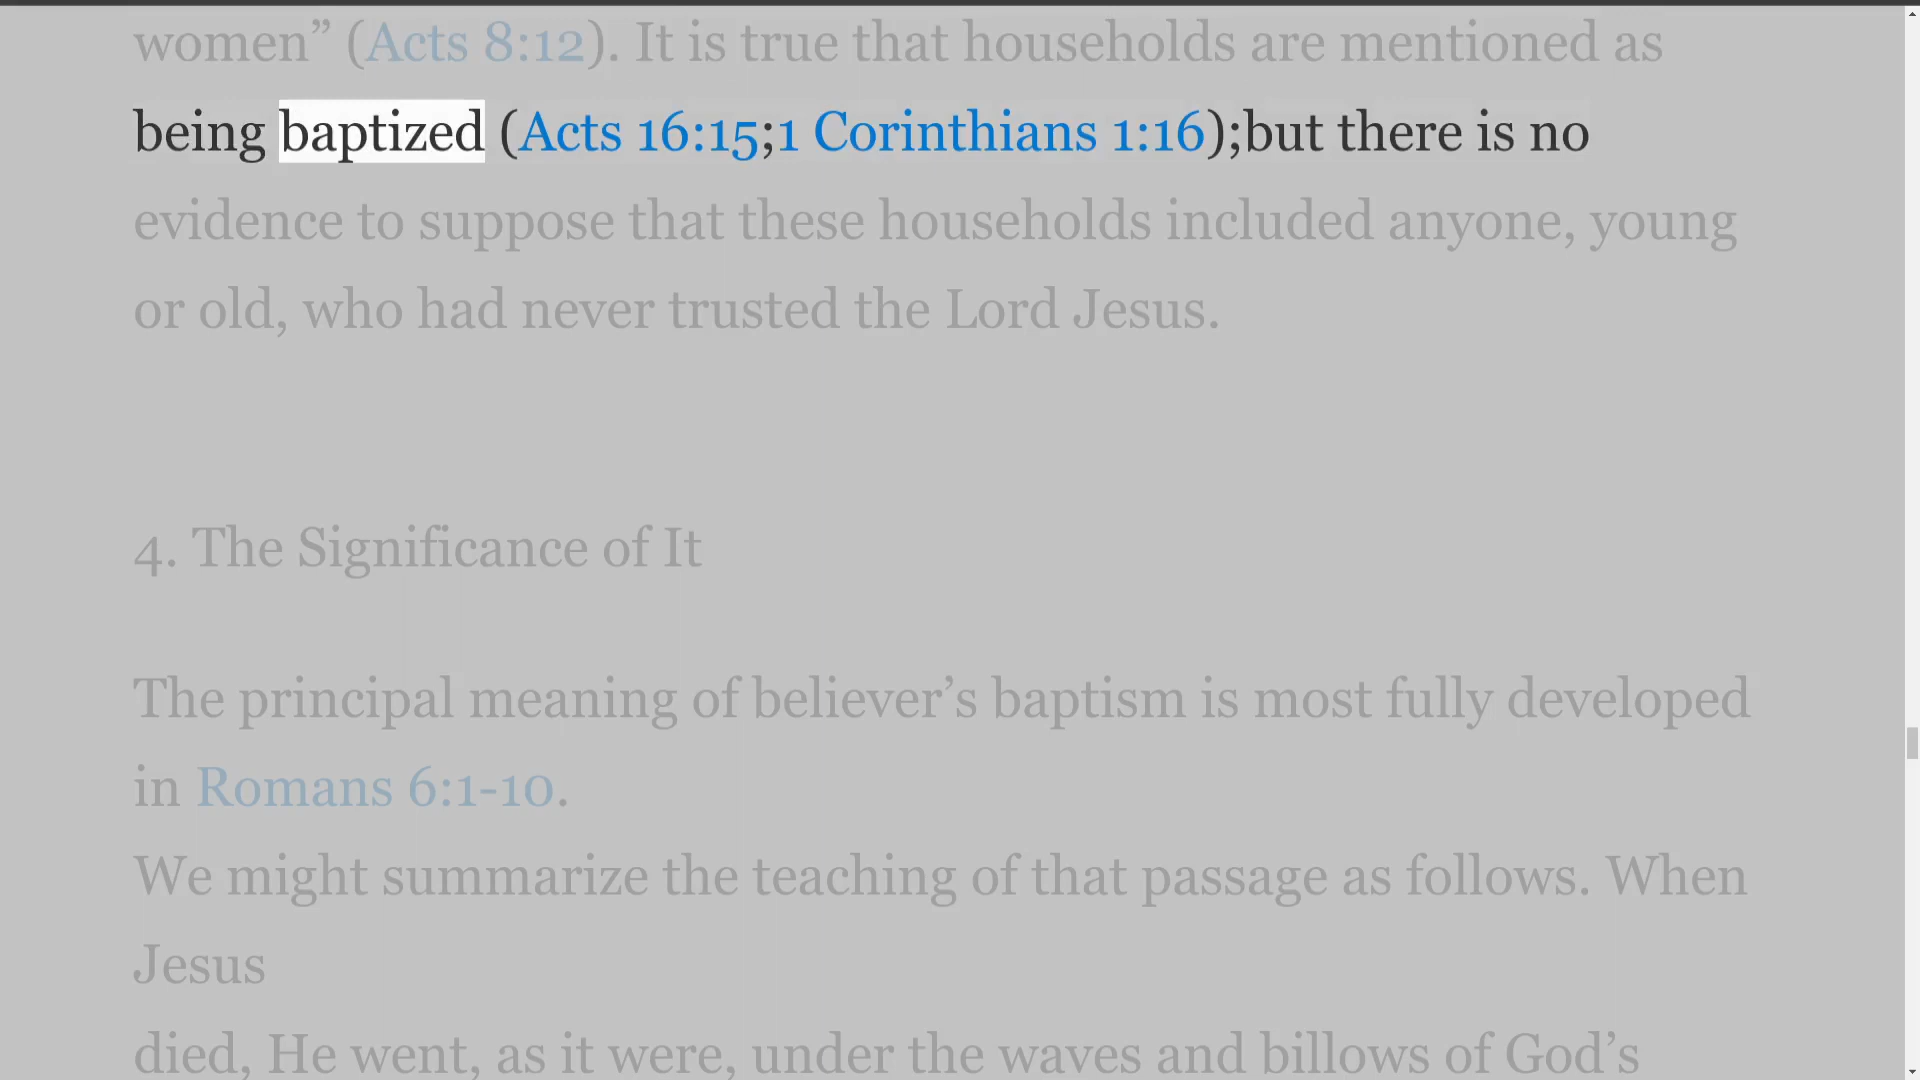 women” (Acts 8:12). It is true that households are mentioned as
being baptized (Acts 16:15;1 Corinthians 1:16);but there is no
evidence to suppose that these households included anyone, young
or old, who had never trusted the Lord Jesus.
4. The Significance of It
The principal meaning of believer’s baptism is most fully developed
in Romans 6:1-10.
We might summarize the teaching of that passage as follows. When
Jesus
died, He went, as it were, under the waves and billows of God’s